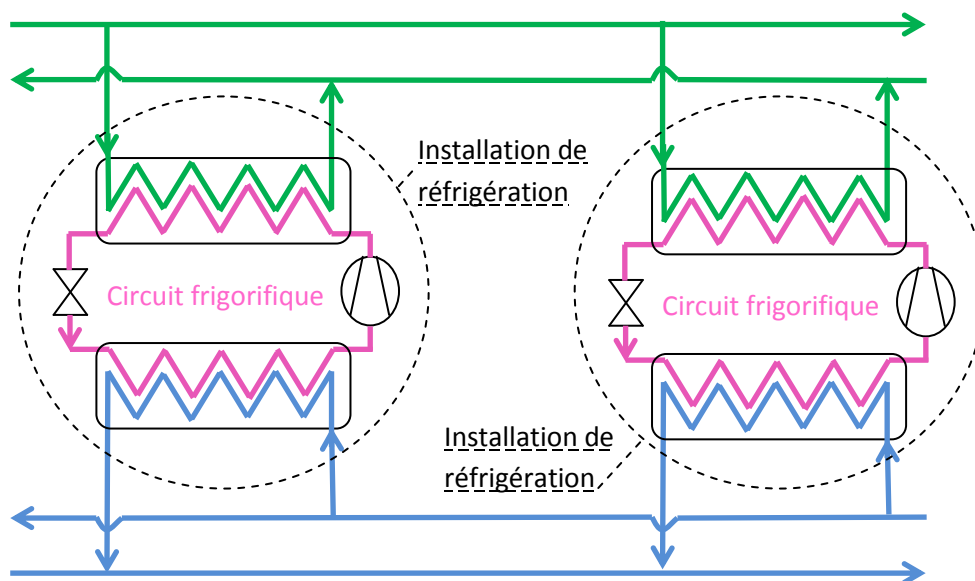 Installation de
réfrigération
Circuit frigorifique
Circuit frigorifique
Installation de
réfrigération